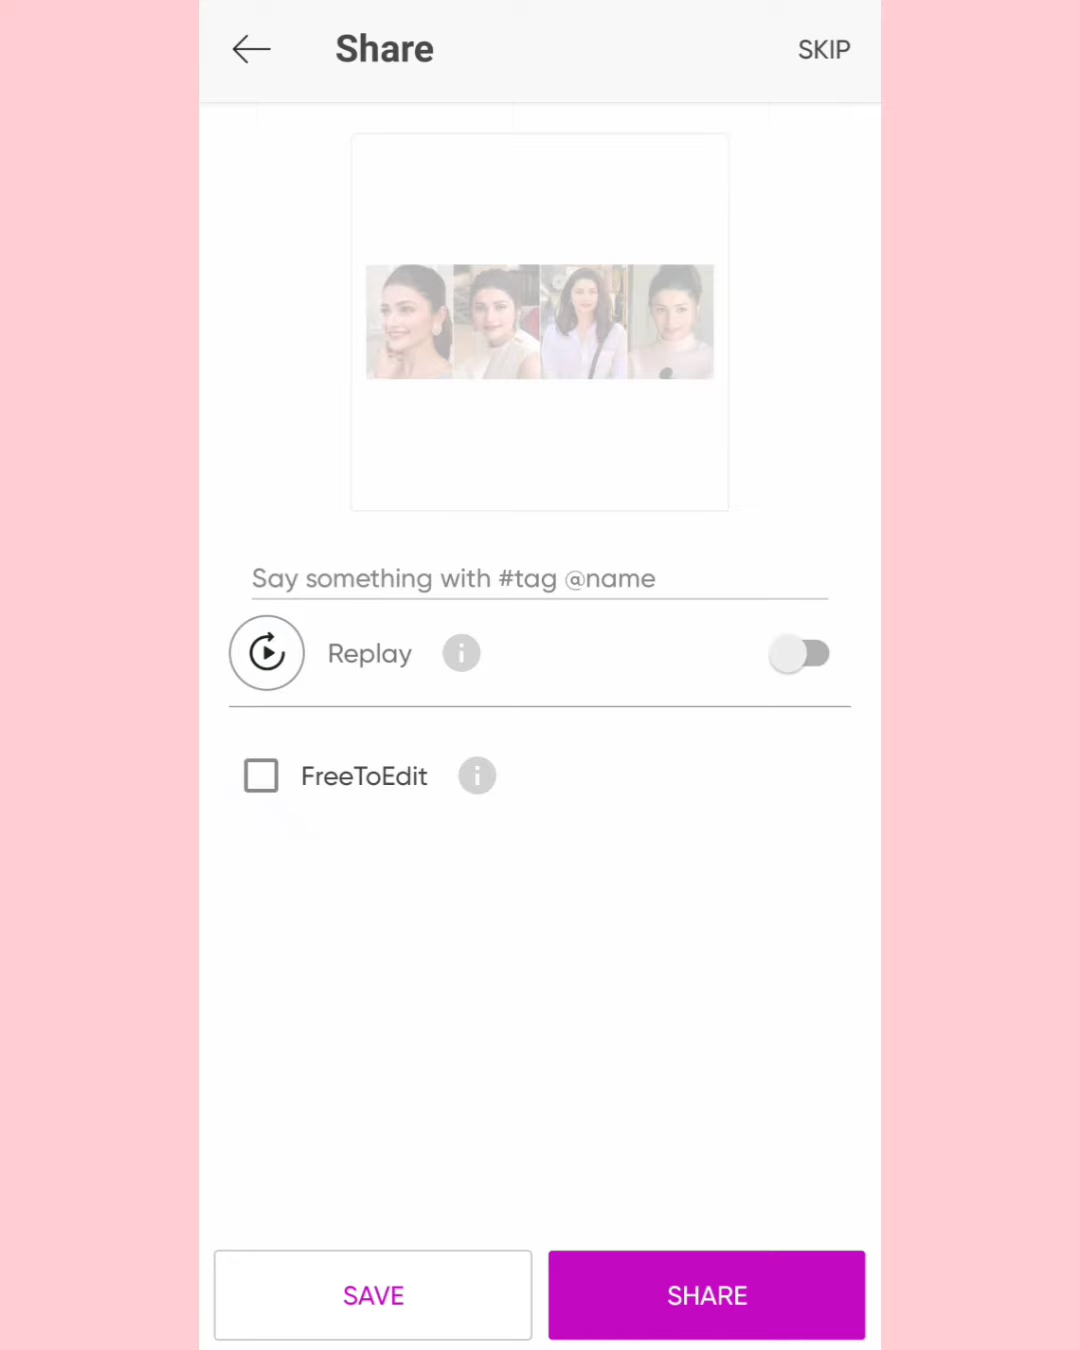 Share
SKIP
Say something with #tag @name
Replay
FreeToEdit
SAVE
SHARE